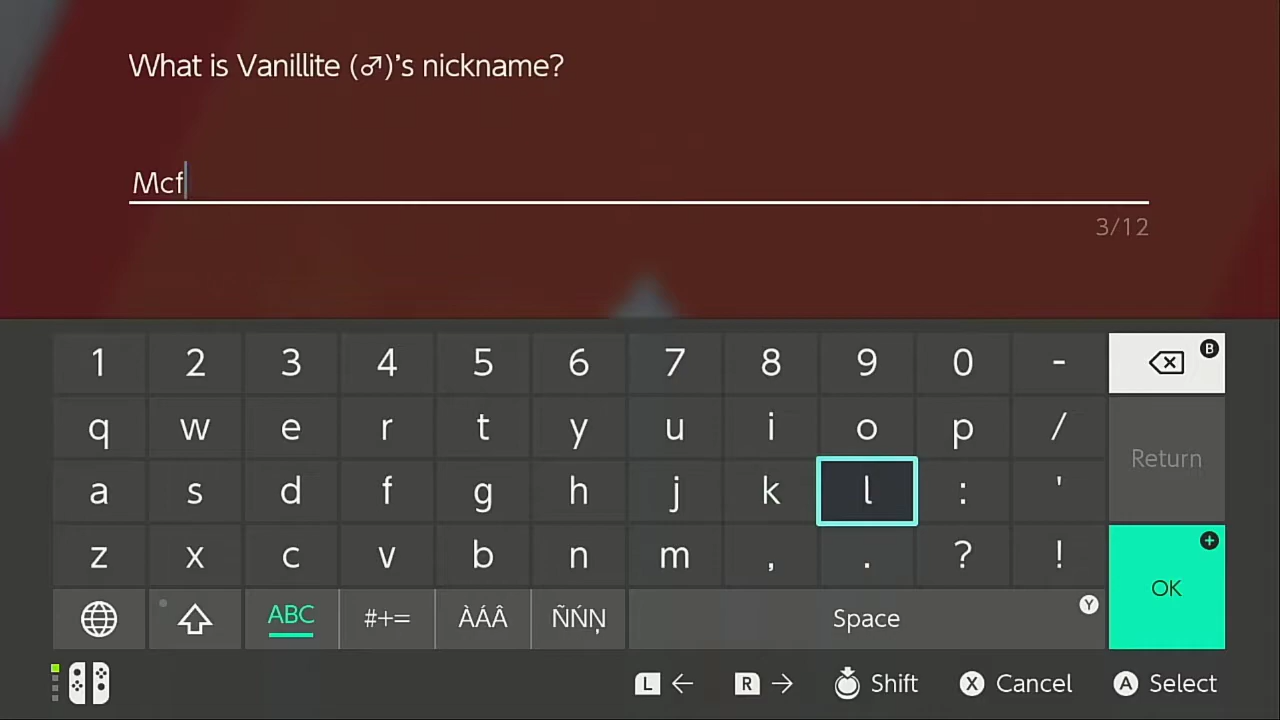 What is Vanillite (♂)'s nickname?
Mcf
3/12
1 2 3 4 5 6 7 8 9 0 - B
q w e r t y u i o p / Return
a s d f g h j k l : '
z x c v b n m , . ? ! + OK
ABC #+= ÀÁÂ ÑŃŅ Space Y
L ← R → Shift X Cancel A Select